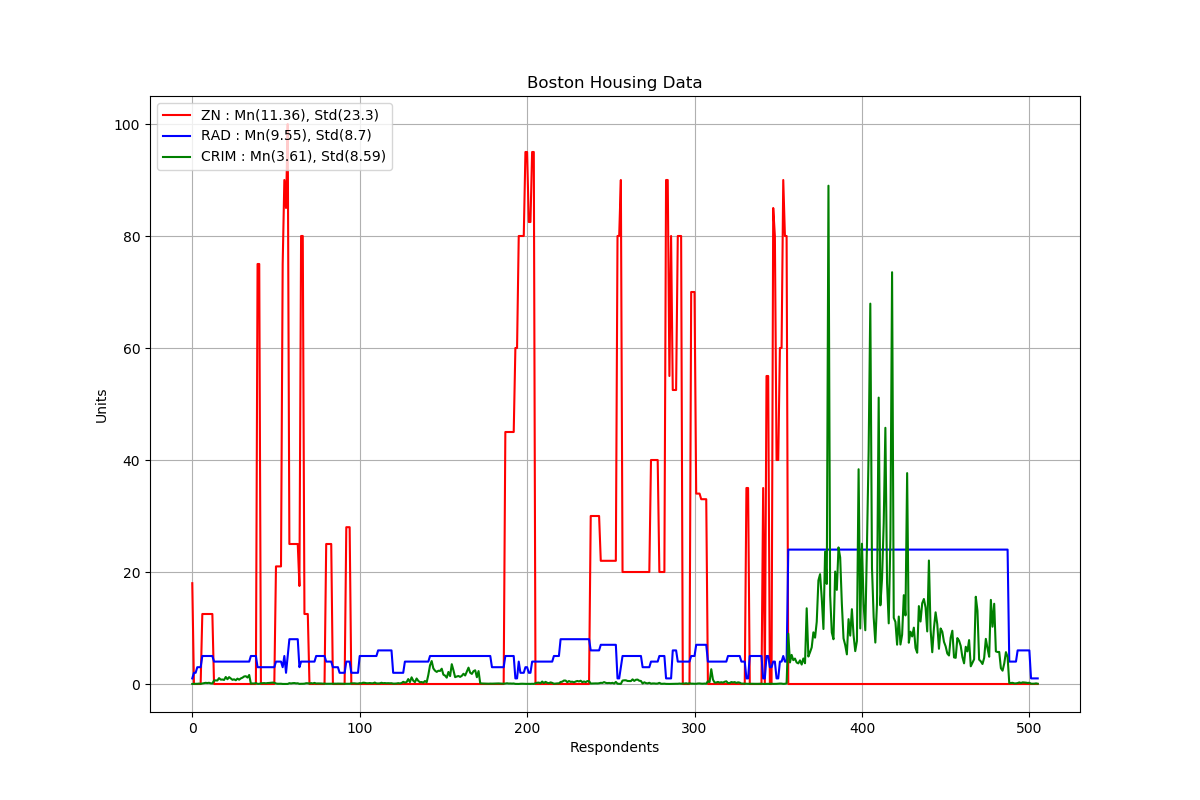 Boston Housing Data
ZN : Mn(11.36), Std(23.3)
RAD : Mn(9.55), Std(8.7)
CRIM : Mn(3.61), Std(8.59)
100
80
60
40
20
0
Units
0 100 200 300 400 500
Respondents